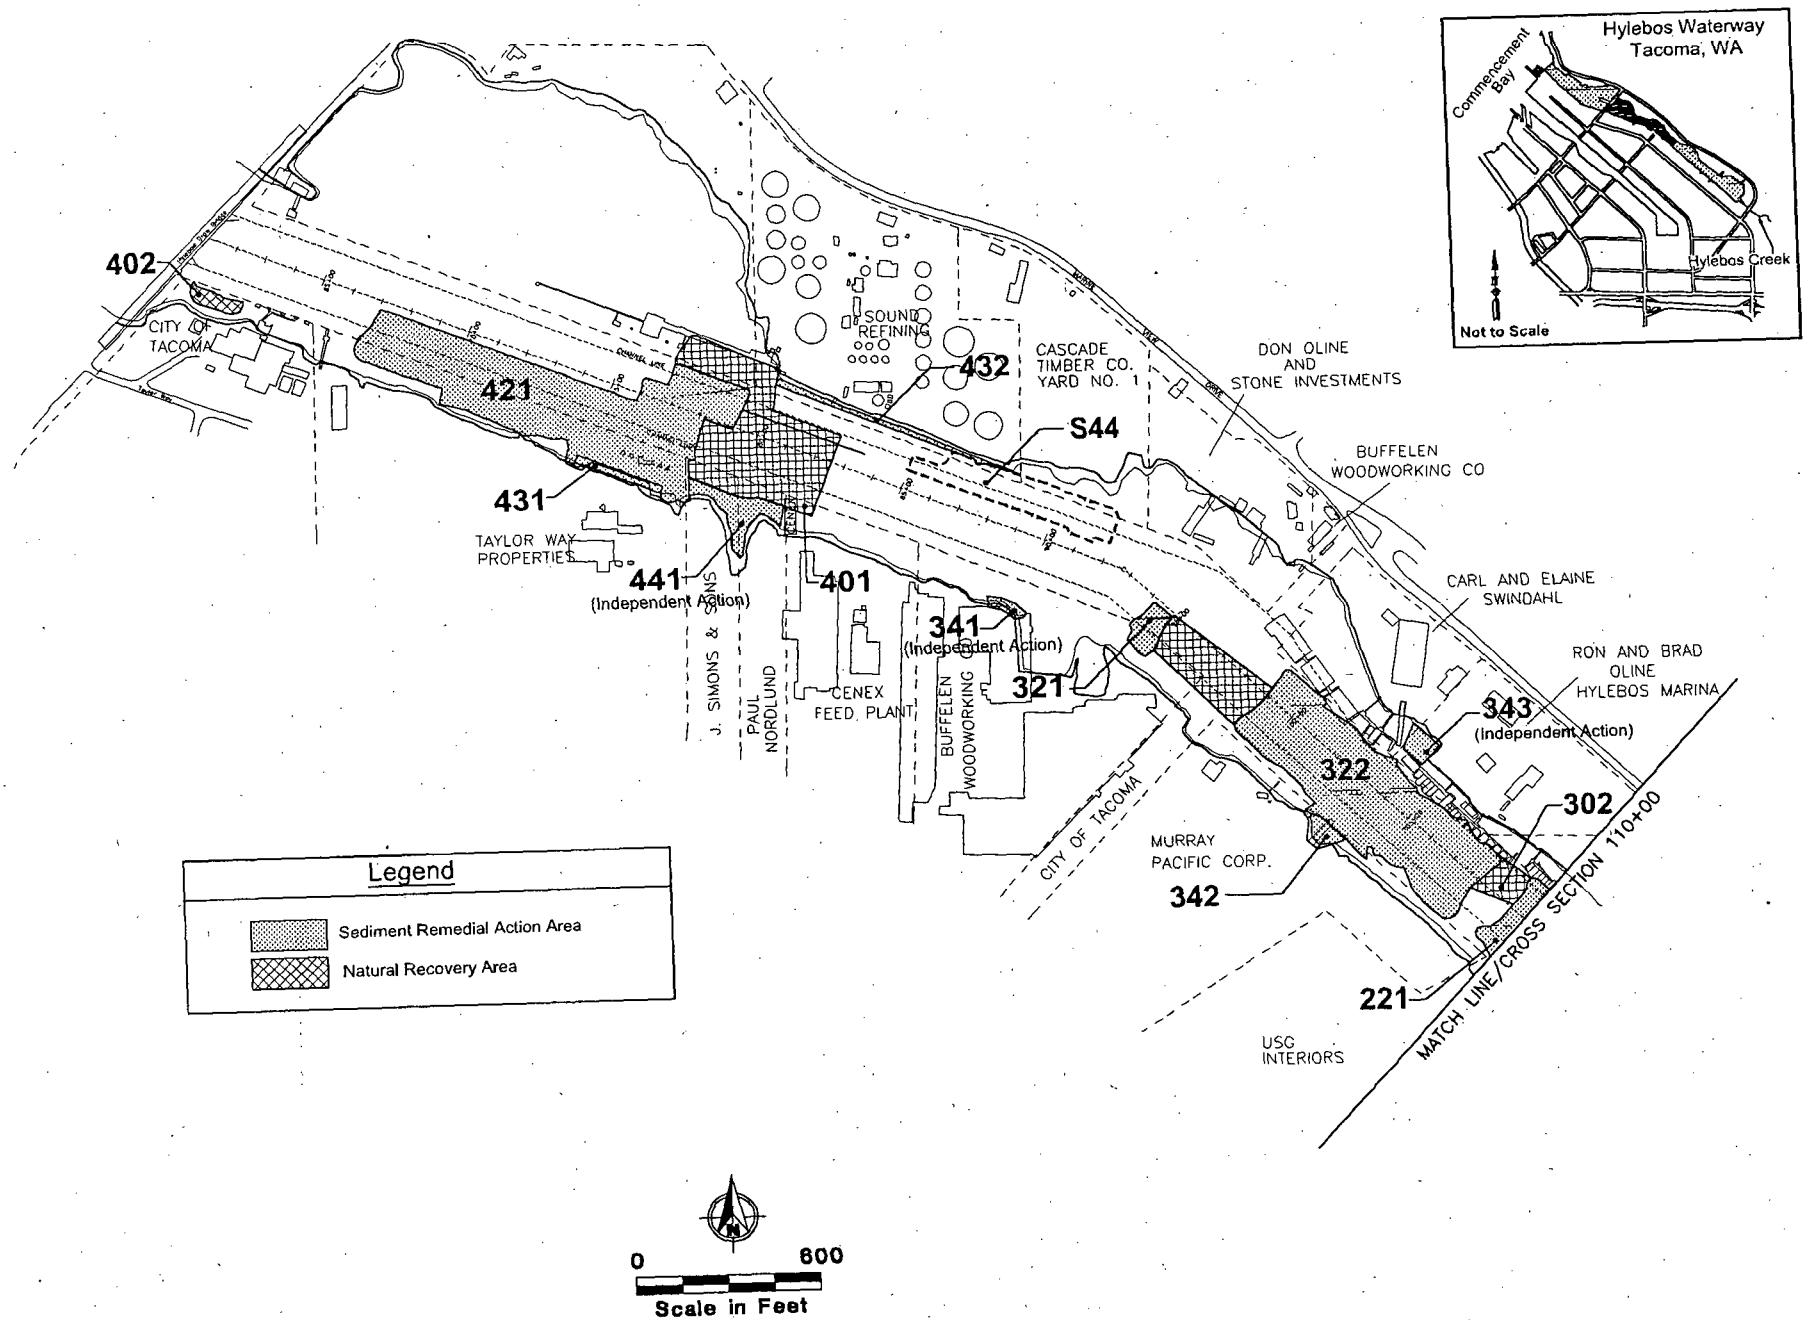 Hylebos Waterway
Tacoma, WA
Commencement
Bay
Hylebos Creek
Not to Scale
402
CITY OF
TACOMA
421
431
TAYLOR WAY
PROPERTIES
441
(Independent Action)
J. SIMONS & SONS
PAUL
NORDLUND
401
CENEX
FEED PLANT
SOUND
REFINING
432
CASCADE
TIMBER CO.
YARD NO. 1
S44
DON OLINE
AND
STONE INVESTMENTS
BUFFELEN
WOODWORKING CO
CARL AND ELAINE
SWINDAHL
RON AND BRAD
OLINE
HYLEBOS MARINA
341
(Independent Action)
BUFFELEN
WOODWORKING CO
321
343
(Independent Action)
322
302
CITY OF TACOMA
MURRAY
PACIFIC CORP.
342
221
USG
INTERIORS
MATCH LINE/CROSS SECTION 110+00
Legend
Sediment Remedial Action Area
Natural Recovery Area
N
0 600
Scale in Feet